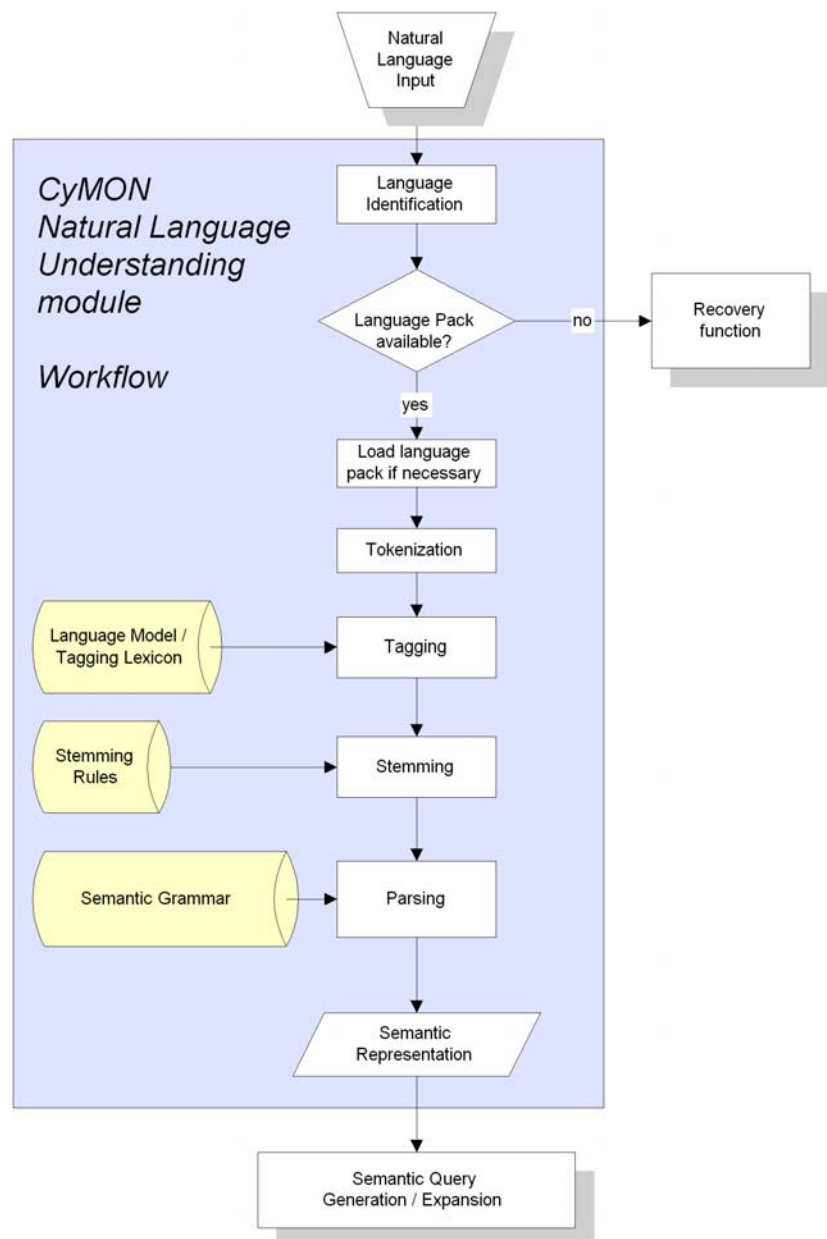 Natural
Language
Input
CyMON
Natural Language
Understanding
module
Workflow
Language
Identification
Language Pack
available?
no
Recovery
function
yes
Load language
pack if necessary
Tokenization
Language Model /
Tagging Lexicon
Tagging
Stemming
Rules
Stemming
Semantic Grammar
Parsing
Semantic
Representation
Semantic Query
Generation / Expansion